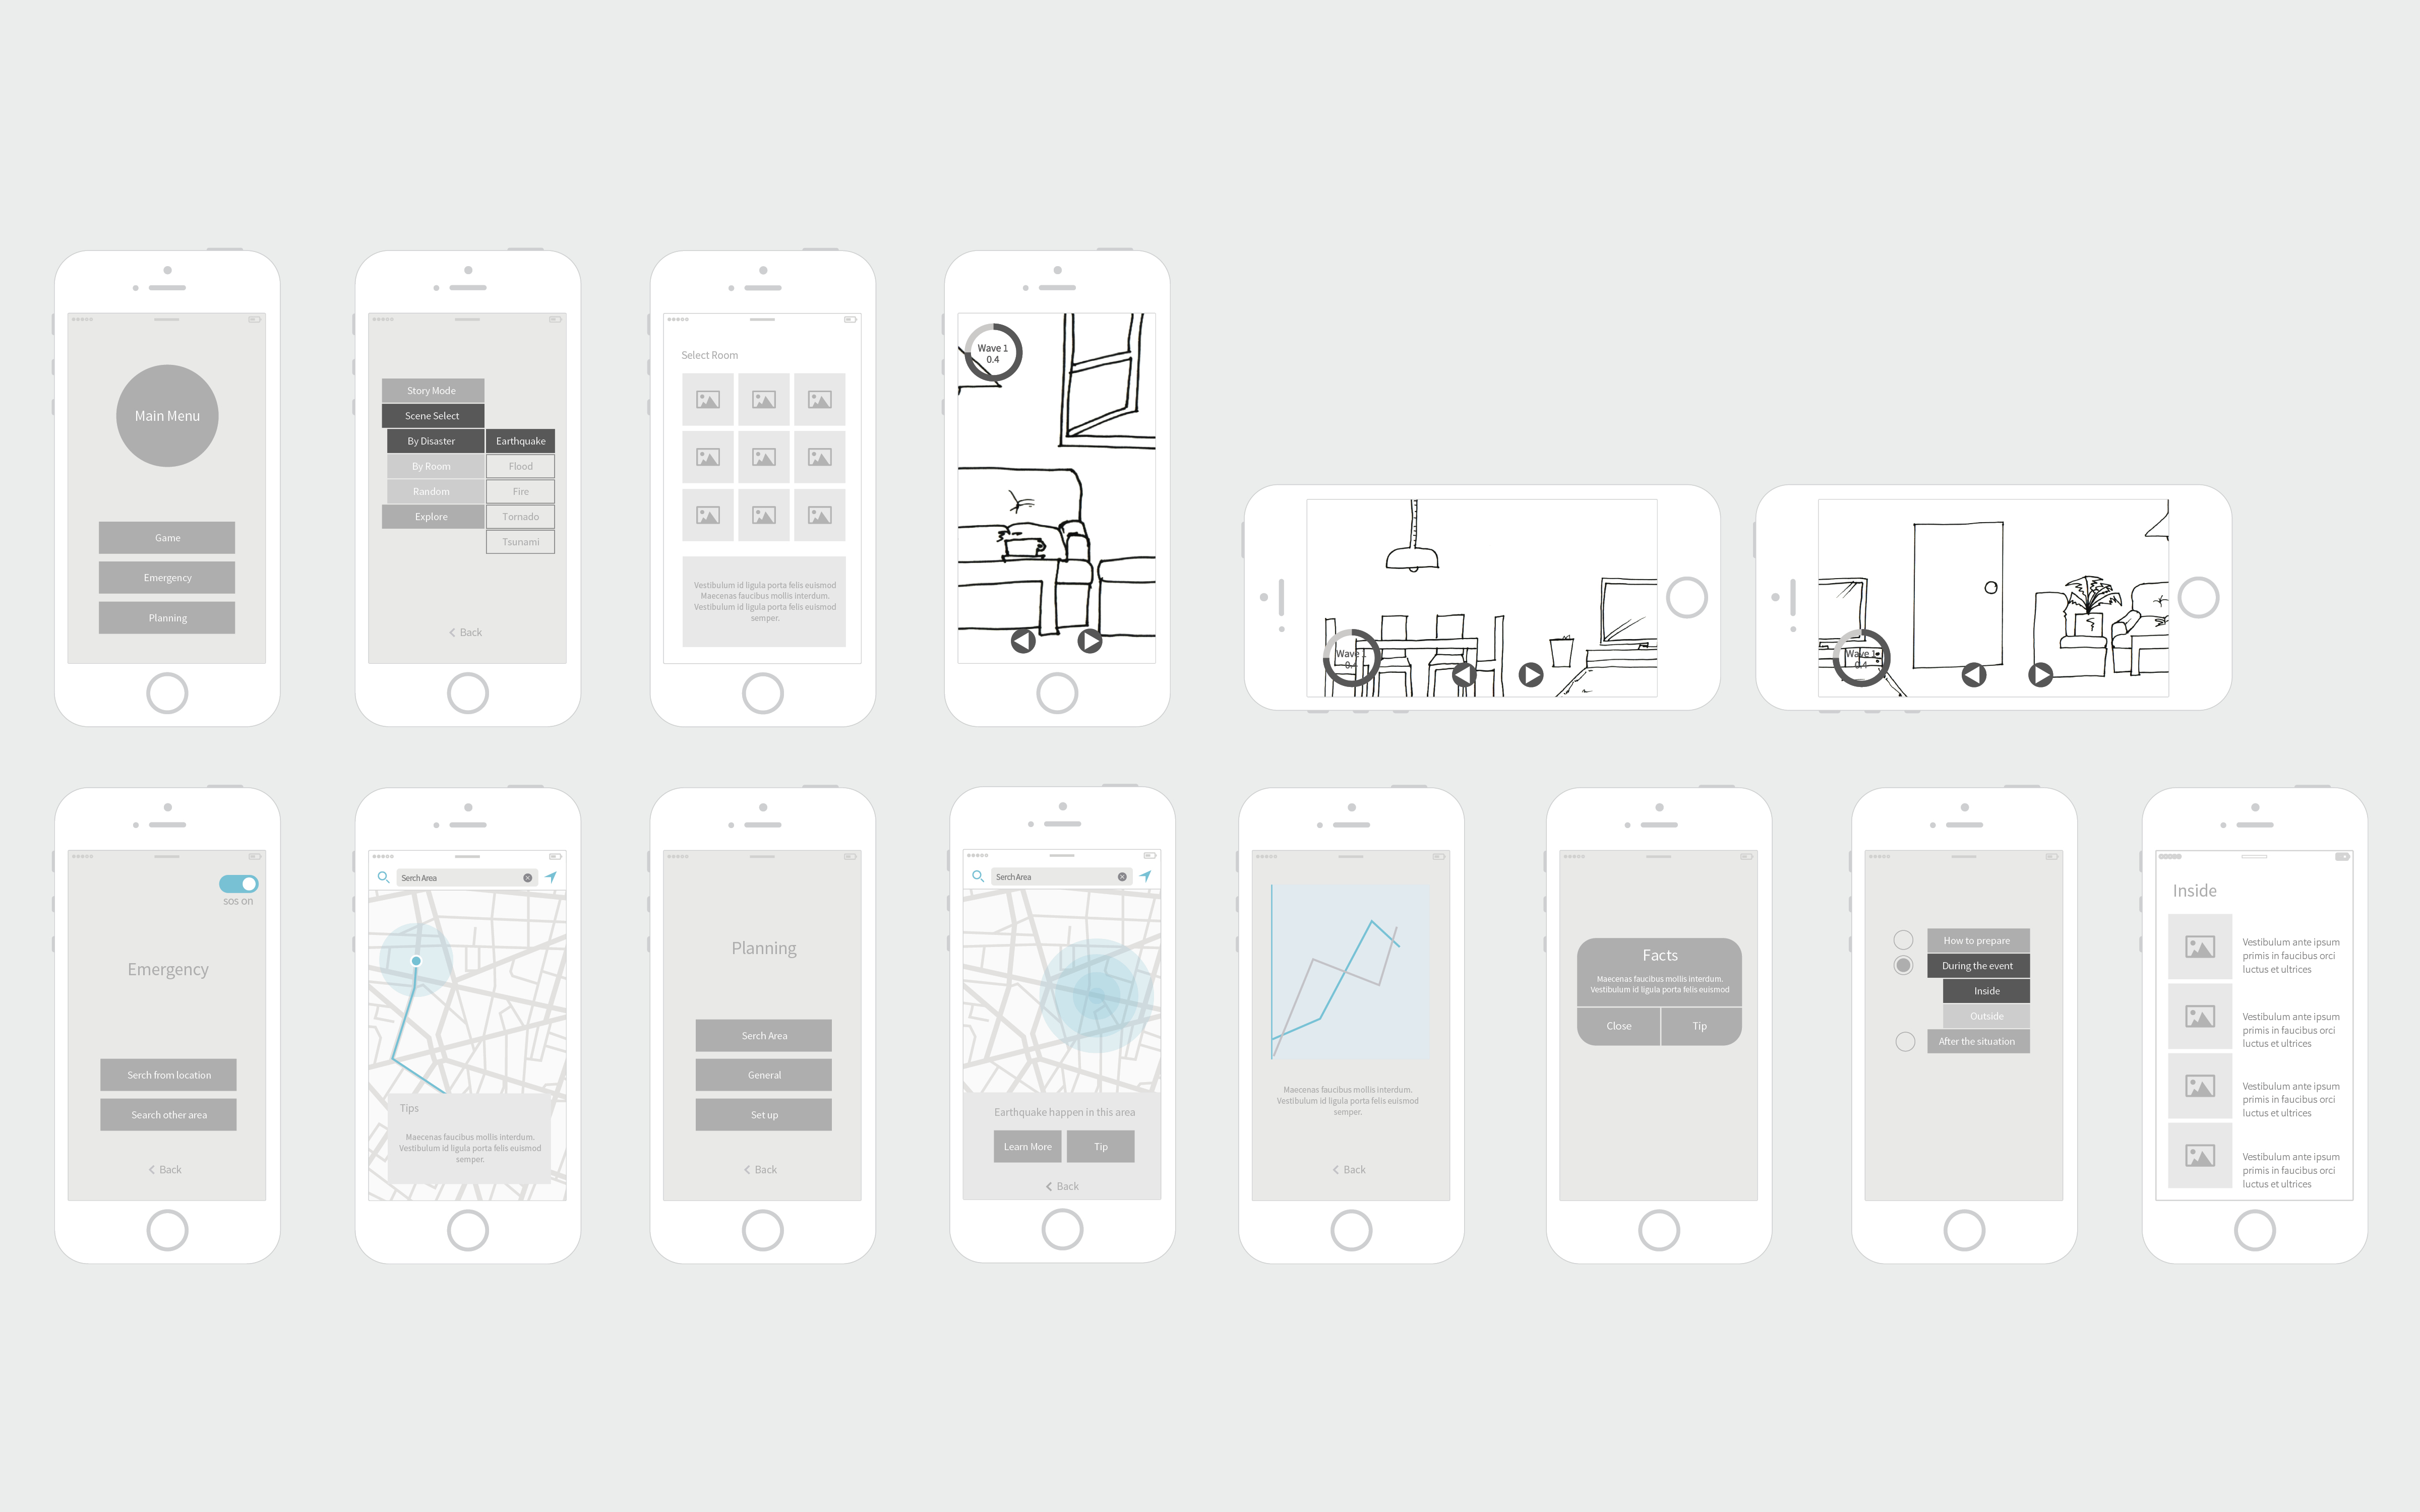 Main Menu
Game
Emergency
Planning
Story Mode
Scene Select
By Disaster
Earthquake
By Room
Flood
Random
Fire
Explore
Tornado
Tsunami
Back
Select Room
Vestibulum id ligula porta felis euismod
Maecenas faucibus mollis interdum.
Vestibulum id ligula porta felis euismod
semper.
Wave 1
0.4
Wave 1
0.4
Wave 1
0.4
sos on
Emergency
Serch from location
Search other area
Back
Serch Area
Tips
Maecenas faucibus mollis interdum.
Vestibulum id ligula porta felis euismod
semper.
Planning
Serch Area
General
Set up
Back
Serch Area
Earthquake happen in this area
Learn More
Tip
Back
Maecenas faucibus mollis interdum.
Vestibulum id ligula porta felis euismod
semper.
Back
Facts
Maecenas faucibus mollis interdum.
Vestibulum id ligula porta felis euismod
Close
Tip
How to prepare
During the event
Inside
Outside
After the situation
Inside
Vestibulum ante ipsum
primis in faucibus orci
luctus et ultrices
Vestibulum ante ipsum
primis in faucibus orci
luctus et ultrices
Vestibulum ante ipsum
primis in faucibus orci
luctus et ultrices
Vestibulum ante ipsum
primis in faucibus orci
luctus et ultrices